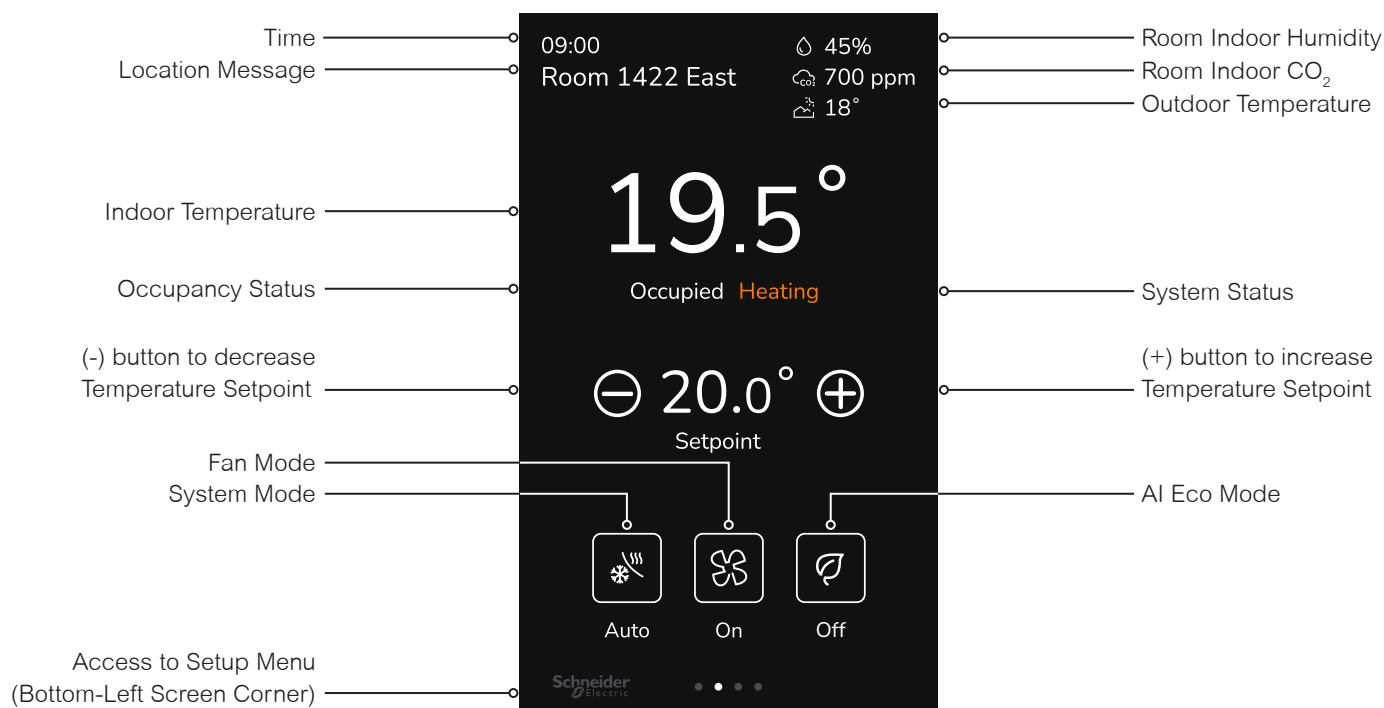 Time
Location Message
09:00
Room 1422 East
45%
CO₂ 700 ppm
18°
Room Indoor Humidity
Room Indoor CO₂
Outdoor Temperature
Indoor Temperature
19.5°
Occupancy Status
Occupied Heating
System Status
(-) button to decrease
Temperature Setpoint
20.0°
Setpoint
(+) button to increase
Temperature Setpoint
Fan Mode
System Mode
AI Eco Mode
Auto
On
Off
Access to Setup Menu
(Bottom-Left Screen Corner)
Schneider
Electric